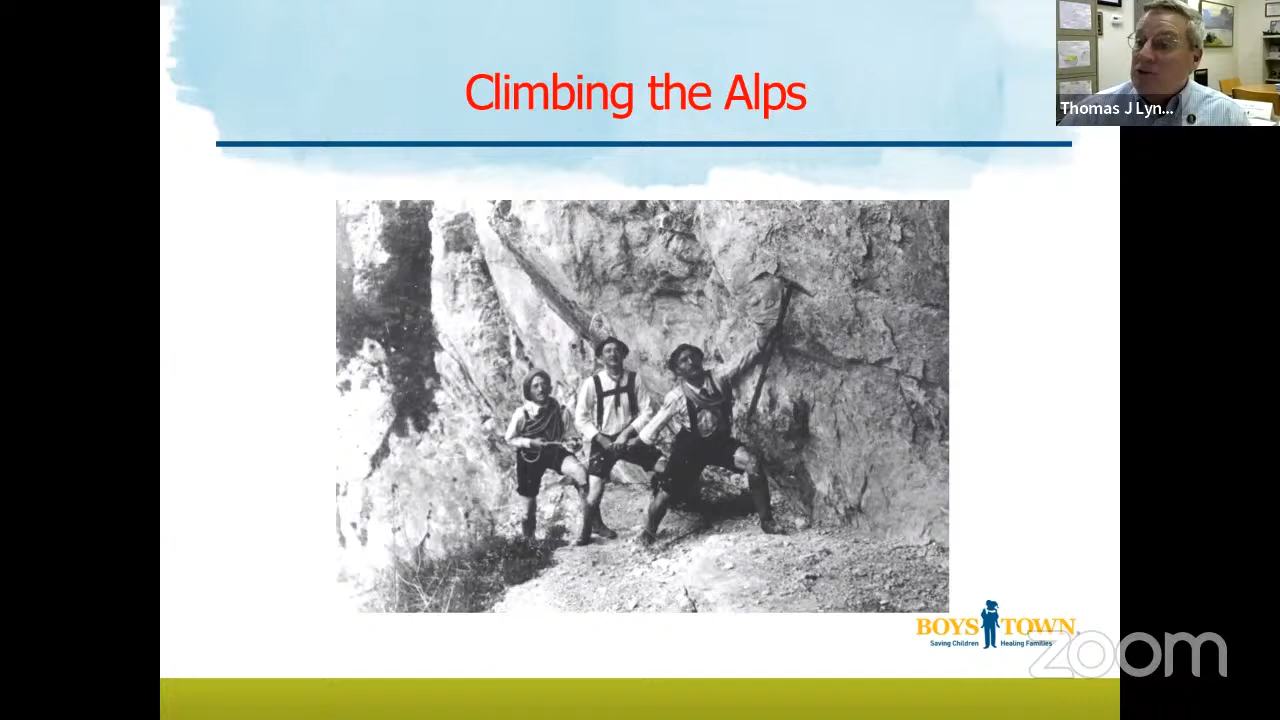 Climbing the Alps
Thomas J Lyn...
BOYS TOWN
Saving Children Healing Families
zoom